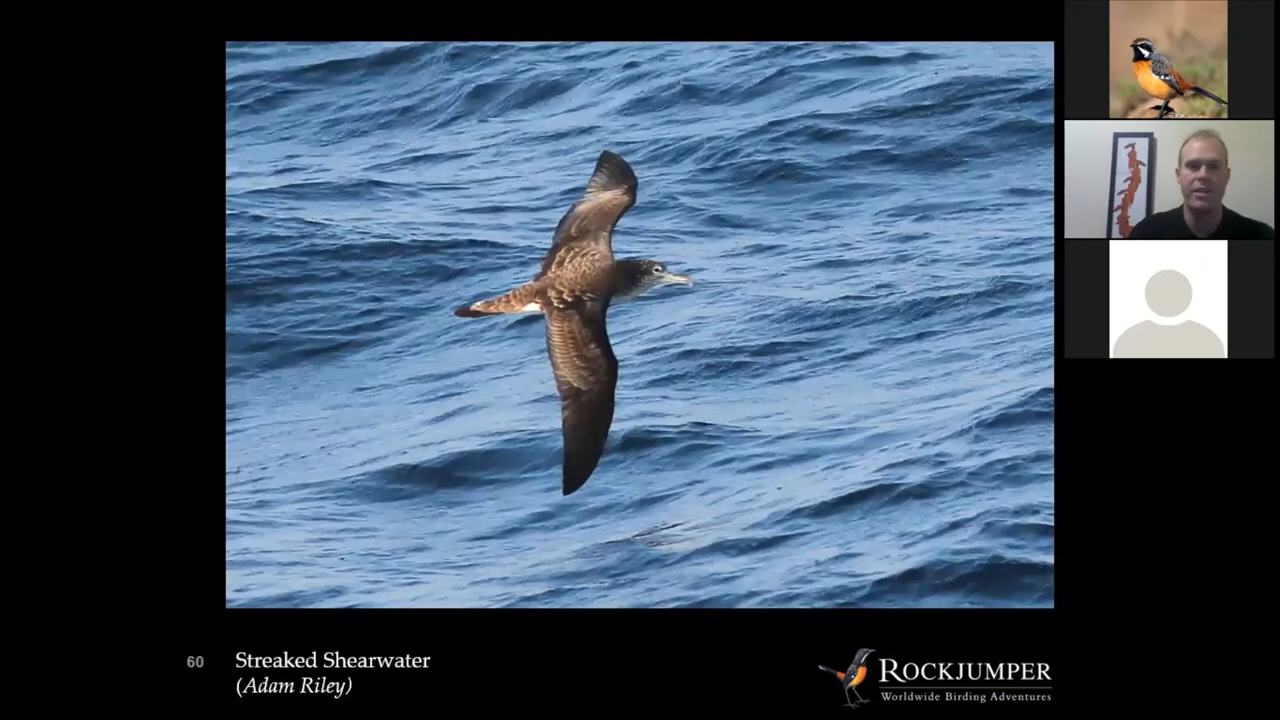 60
Streaked Shearwater
(Adam Riley)
ROCKJUMPER
Worldwide Birding Adventures